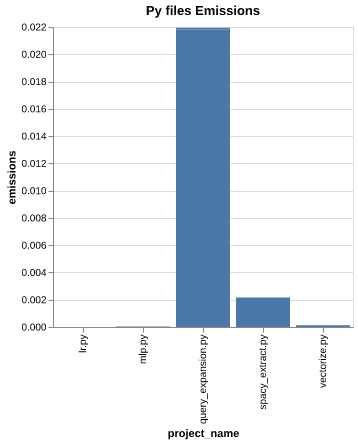 Py files Emissions
emissions
0.022
0.020
0.018
0.016
0.014
0.012
0.010
0.008
0.006
0.004
0.002
0.000
lr.py
mlp.py
query_expansion.py
spacy_extract.py
vectorize.py
project_name